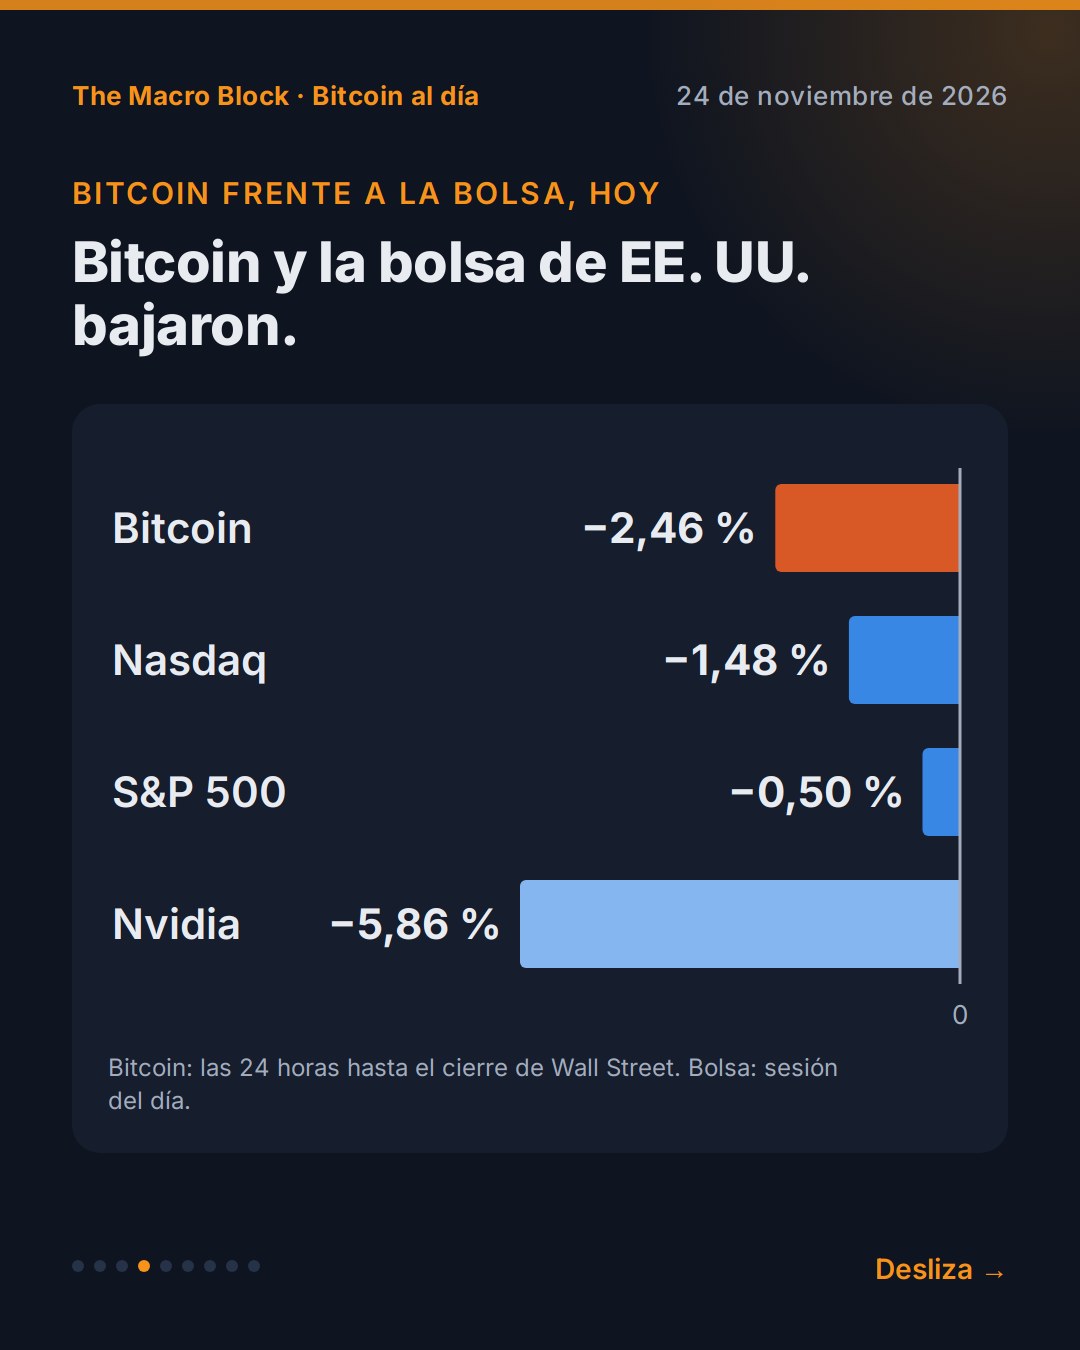 The Macro Block · Bitcoin al día
24 de noviembre de 2026
BITCOIN FRENTE A LA BOLSA, HOY
Bitcoin y la bolsa de EE. UU.
bajaron.
Bitcoin −2,46 %
Nasdaq −1,48 %
S&P 500 −0,50 %
Nvidia −5,86 %
0
Bitcoin: las 24 horas hasta el cierre de Wall Street. Bolsa: sesión
del día.
Desliza →